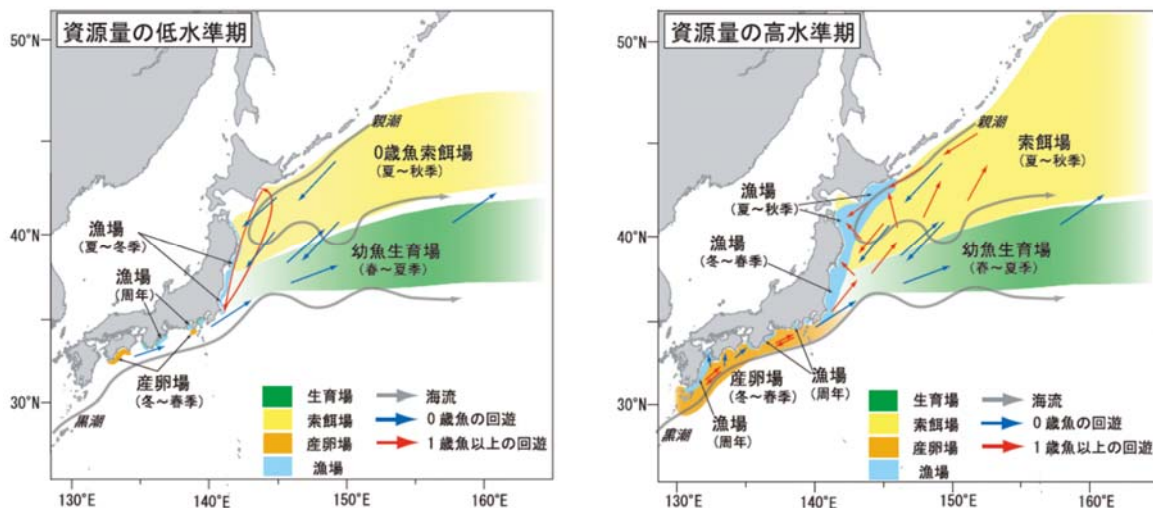 資源量の低水準期
50°N
40°N
30°N
130°E
140°E
150°E
160°E
親潮
0歳魚索餌場
(夏〜秋季)
幼魚生育場
(春〜夏季)
漁場
(夏〜冬季)
漁場
(周年)
産卵場
(冬〜春季)
黒潮
生育場
索餌場
産卵場
漁場
海流
0歳魚の回遊
1歳魚以上の回遊
資源量の高水準期
50°N
40°N
30°N
130°E
140°E
150°E
160°E
親潮
索餌場
(夏〜秋季)
幼魚生育場
(春〜夏季)
漁場
(夏〜秋季)
漁場
(冬〜春季)
産卵場
(冬〜春季)
漁場
(周年)
漁場
(周年)
黒潮
生育場
索餌場
産卵場
漁場
海流
0歳魚の回遊
1歳魚以上の回遊